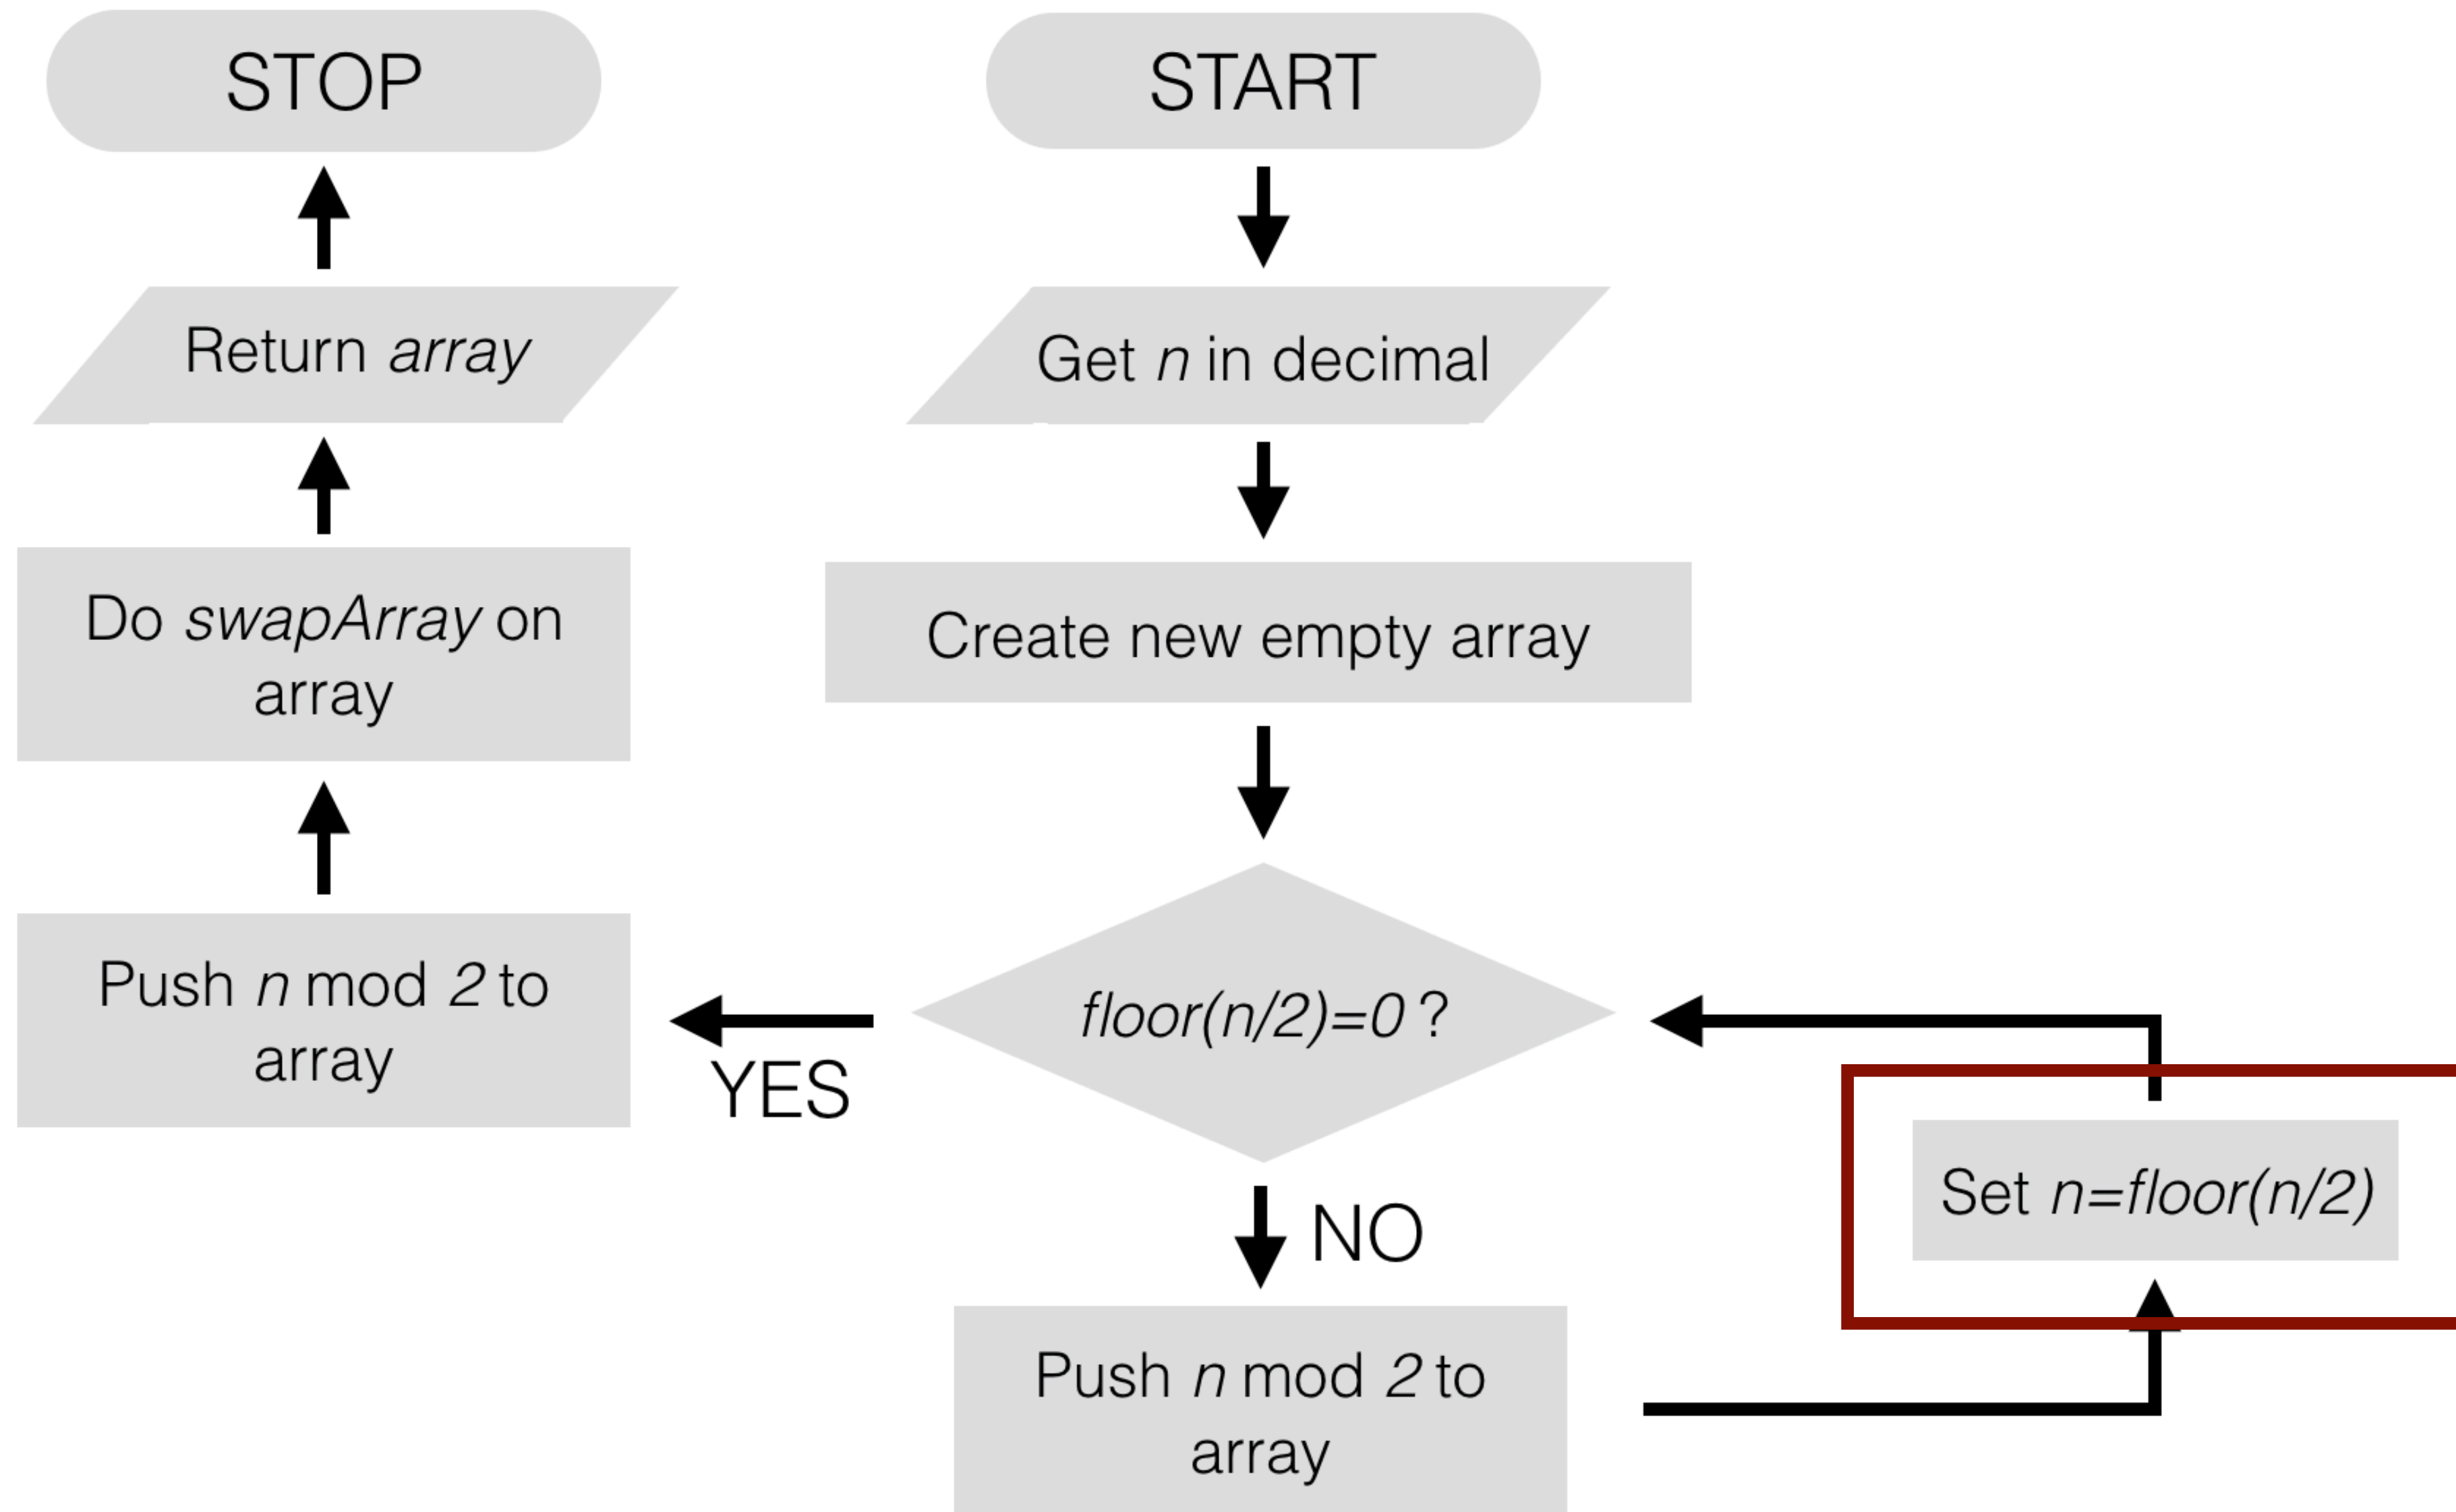 STOP
START
Return array
Get n in decimal
Do swapArray on
array
Create new empty array
Push n mod 2 to
array
YES
floor(n/2)=0 ?
Set n=floor(n/2)
NO
Push n mod 2 to
array